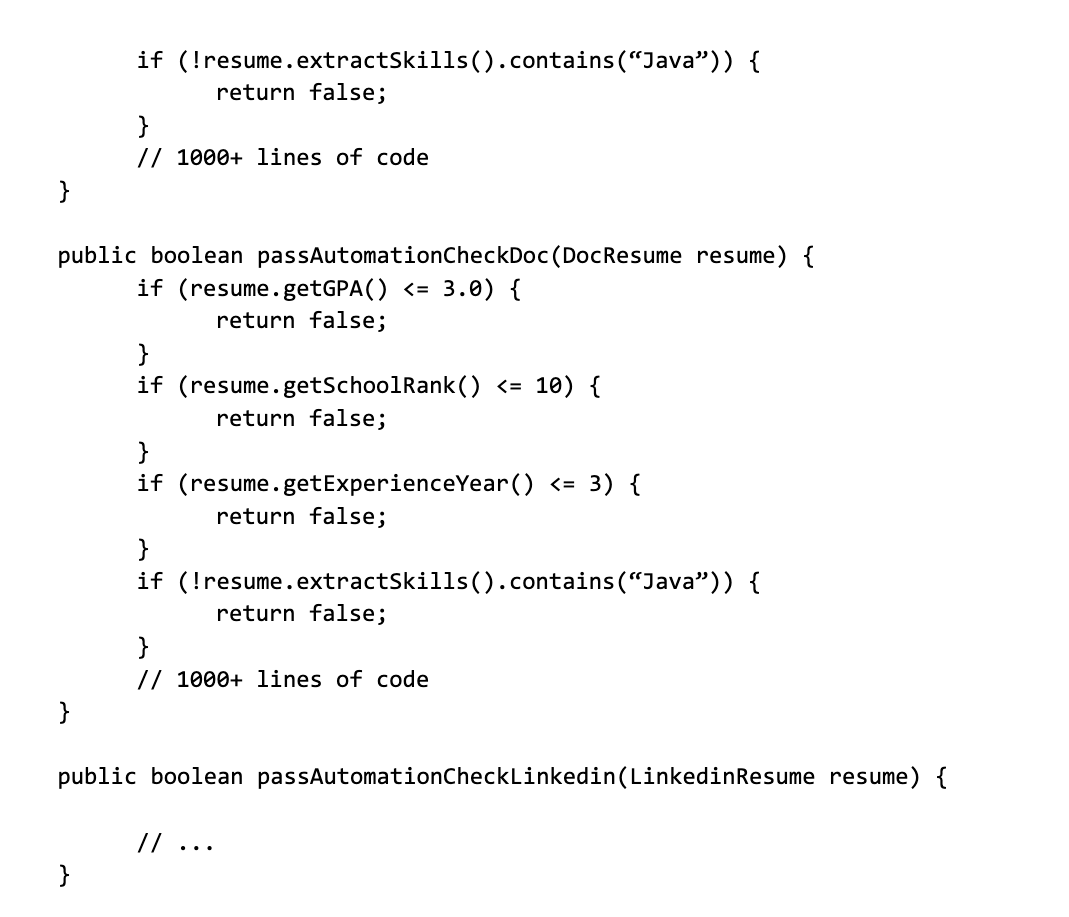 if (!resume.extractSkills().contains(“Java”)) {
return false;
}
// 1000+ lines of code
}
public boolean passAutomationCheckDoc(DocResume resume) {
if (resume.getGPA() <= 3.0) {
return false;
}
if (resume.getSchoolRank() <= 10) {
return false;
}
if (resume.getExperienceYear() <= 3) {
return false;
}
if (!resume.extractSkills().contains(“Java”)) {
return false;
}
// 1000+ lines of code
}
public boolean passAutomationCheckLinkedin(LinkedinResume resume) {
// ...
}